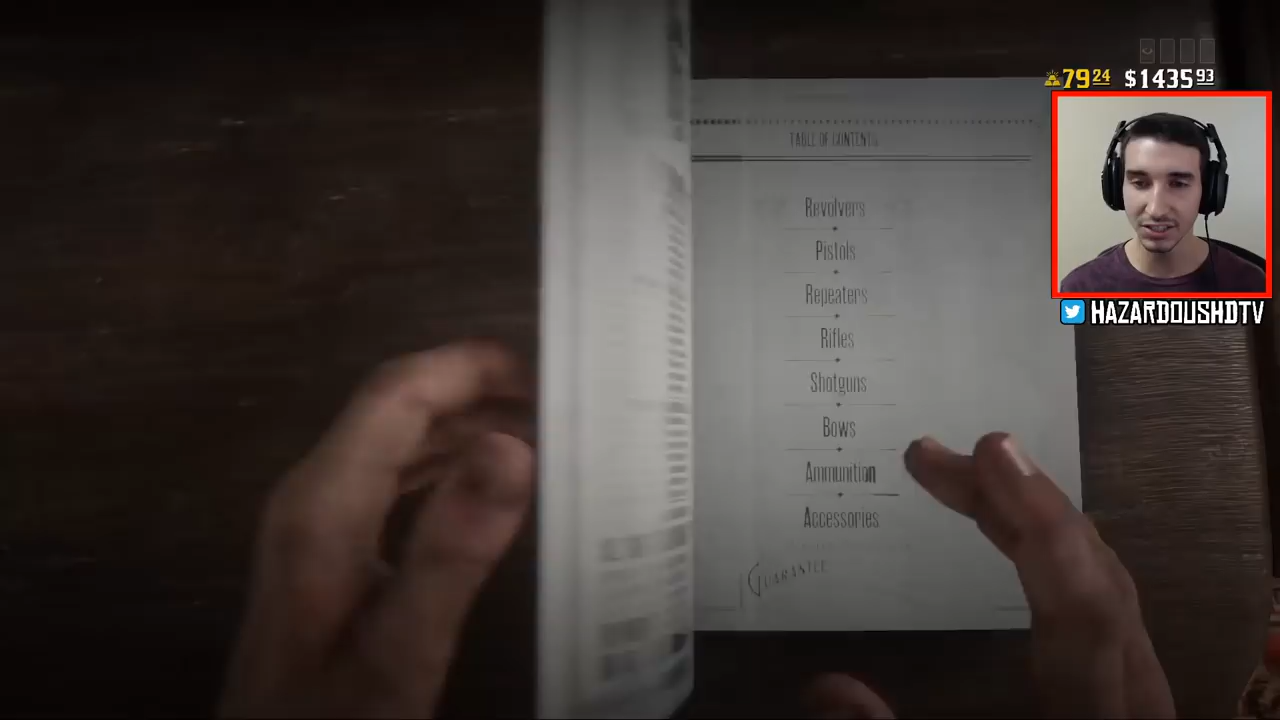 79 24 $1435 93
TABLE OF CONTENTS
Revolvers
Pistols
Repeaters
Rifles
Shotguns
Bows
Ammunition
Accessories
GUARANTEE
HAZARDOUSHDTV